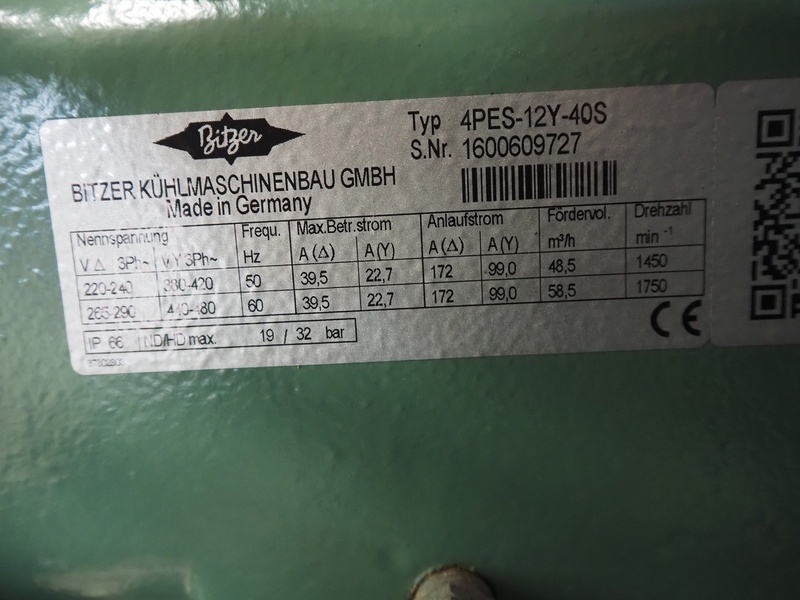 Bitzer
Typ 4PES-12Y-40S
S.Nr. 1600609727
BITZER KÜHLMASCHINENBAU GMBH
Made in Germany
Nennspannung Frequ. Max.Betr.strom Anlaufstrom Fördervol. Drehzahl
V △ 3Ph~ V Y 3Ph~ Hz A (△) A (Y) A (△) A (Y) m³/h min -1
220-240 380-420 50 39,5 22,7 172 99,0 48,5 1450
265-290 440-480 60 39,5 22,7 172 99,0 58,5 1750
IP 66 ND/HD max. 19 / 32 bar
CE